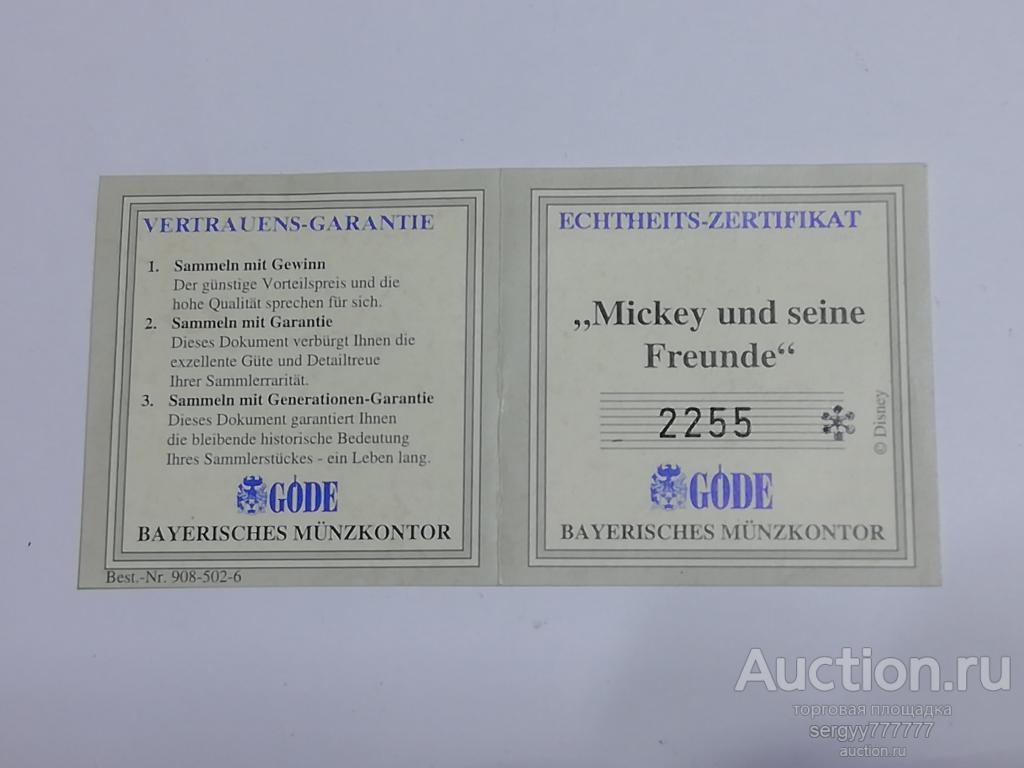 VERTRAUENS-GARANTIE
1. Sammeln mit Gewinn
Der günstige Vorteilspreis und die
hohe Qualität sprechen für sich.
2. Sammeln mit Garantie
Dieses Dokument verbürgt Ihnen die
exzellente Güte und Detailtreue
Ihrer Sammlerrarität.
3. Sammeln mit Generationen-Garantie
Dieses Dokument garantiert Ihnen
die bleibende historische Bedeutung
Ihres Sammlerstückes - ein Leben lang.
GÖDE
BAYERISCHES MÜNZKONTOR
Best.-Nr. 908-502-6
ECHTHEITS-ZERTIFIKAT
„Mickey und seine
Freunde“
2255
© Disney
GÖDE
BAYERISCHES MÜNZKONTOR
Auction.ru
торговая площадка
sergyy777777
auction.ru